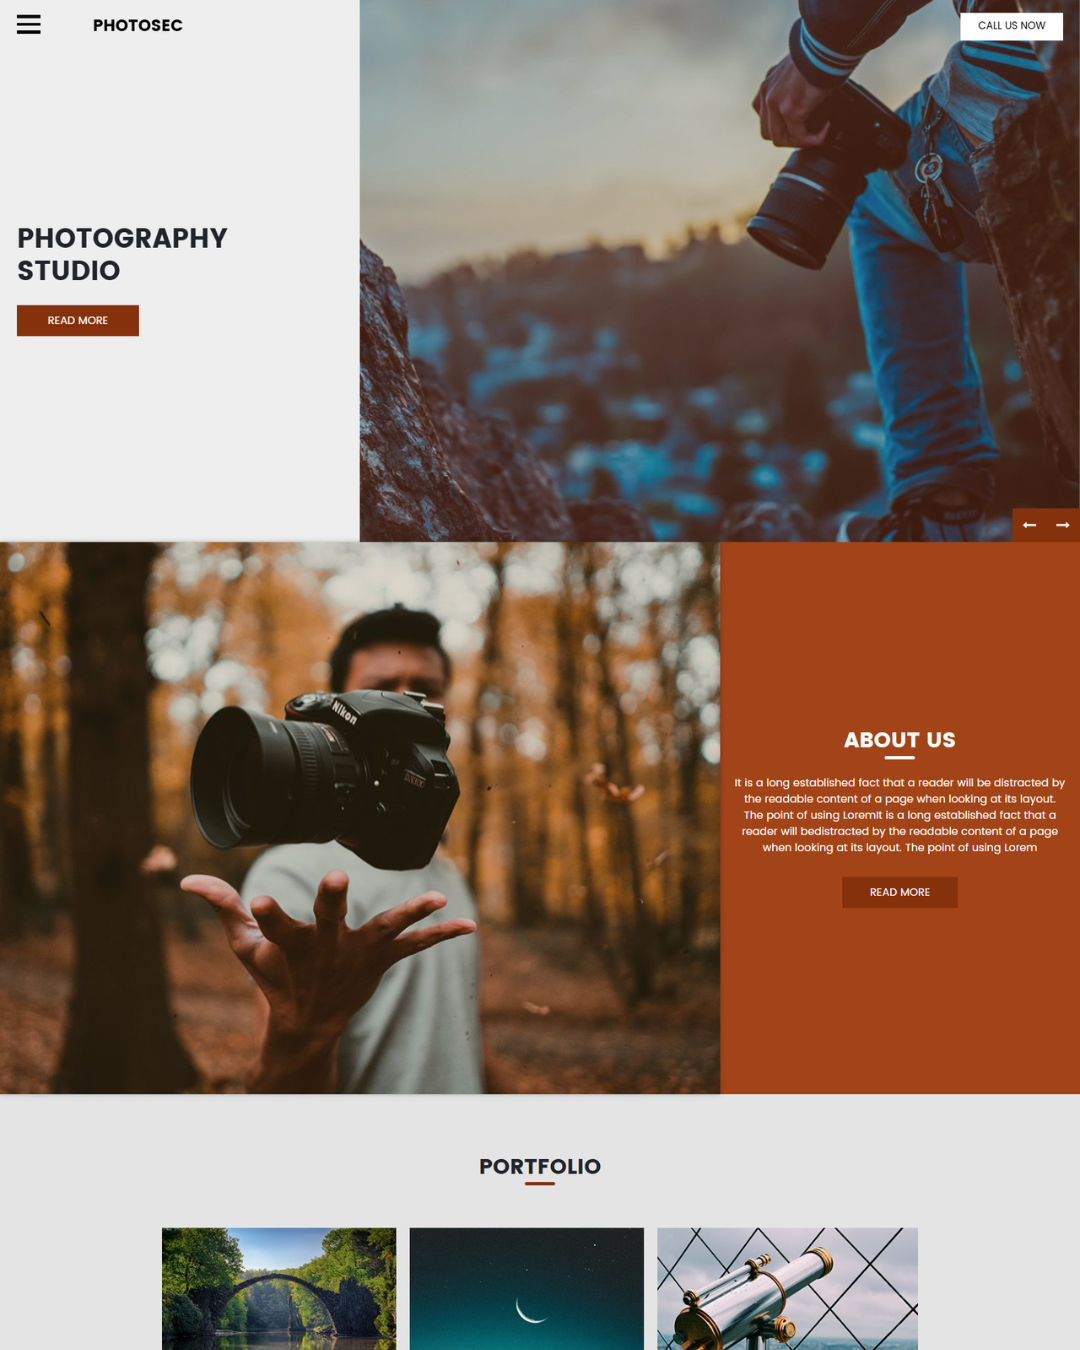 PHOTOSEC
CALL US NOW
PHOTOGRAPHY
STUDIO
READ MORE
Nikon
ABOUT US
It is a long established fact that a reader will be distracted by
the readable content of a page when looking at its layout.
The point of using LoremIt is a long established fact that a
reader will bedistracted by the readable content of a page
when looking at its layout. The point of using Lorem
READ MORE
PORTFOLIO